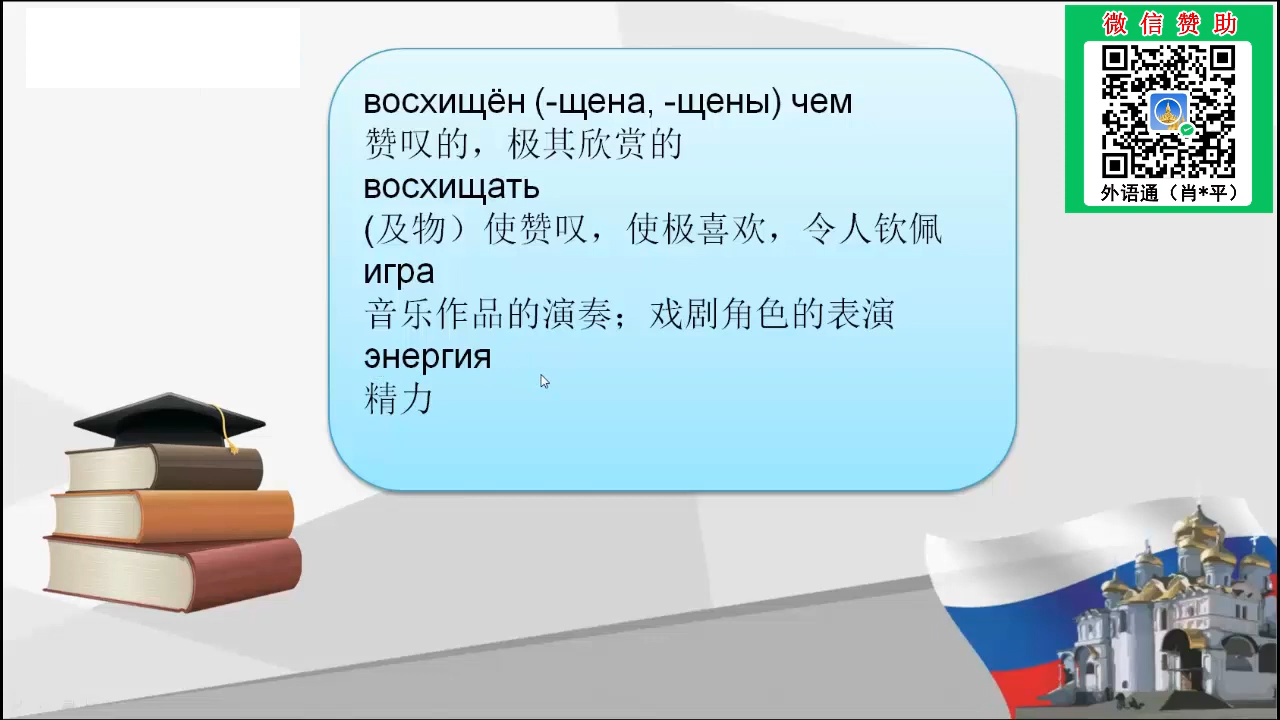 восхищён (-щена, -щены) чем
赞叹的，极其欣赏的
восхищать
(及物）使赞叹，使极喜欢，令人钦佩
игра
音乐作品的演奏；戏剧角色的表演
энергия
精力
微信赞助
外语通（肖*平）